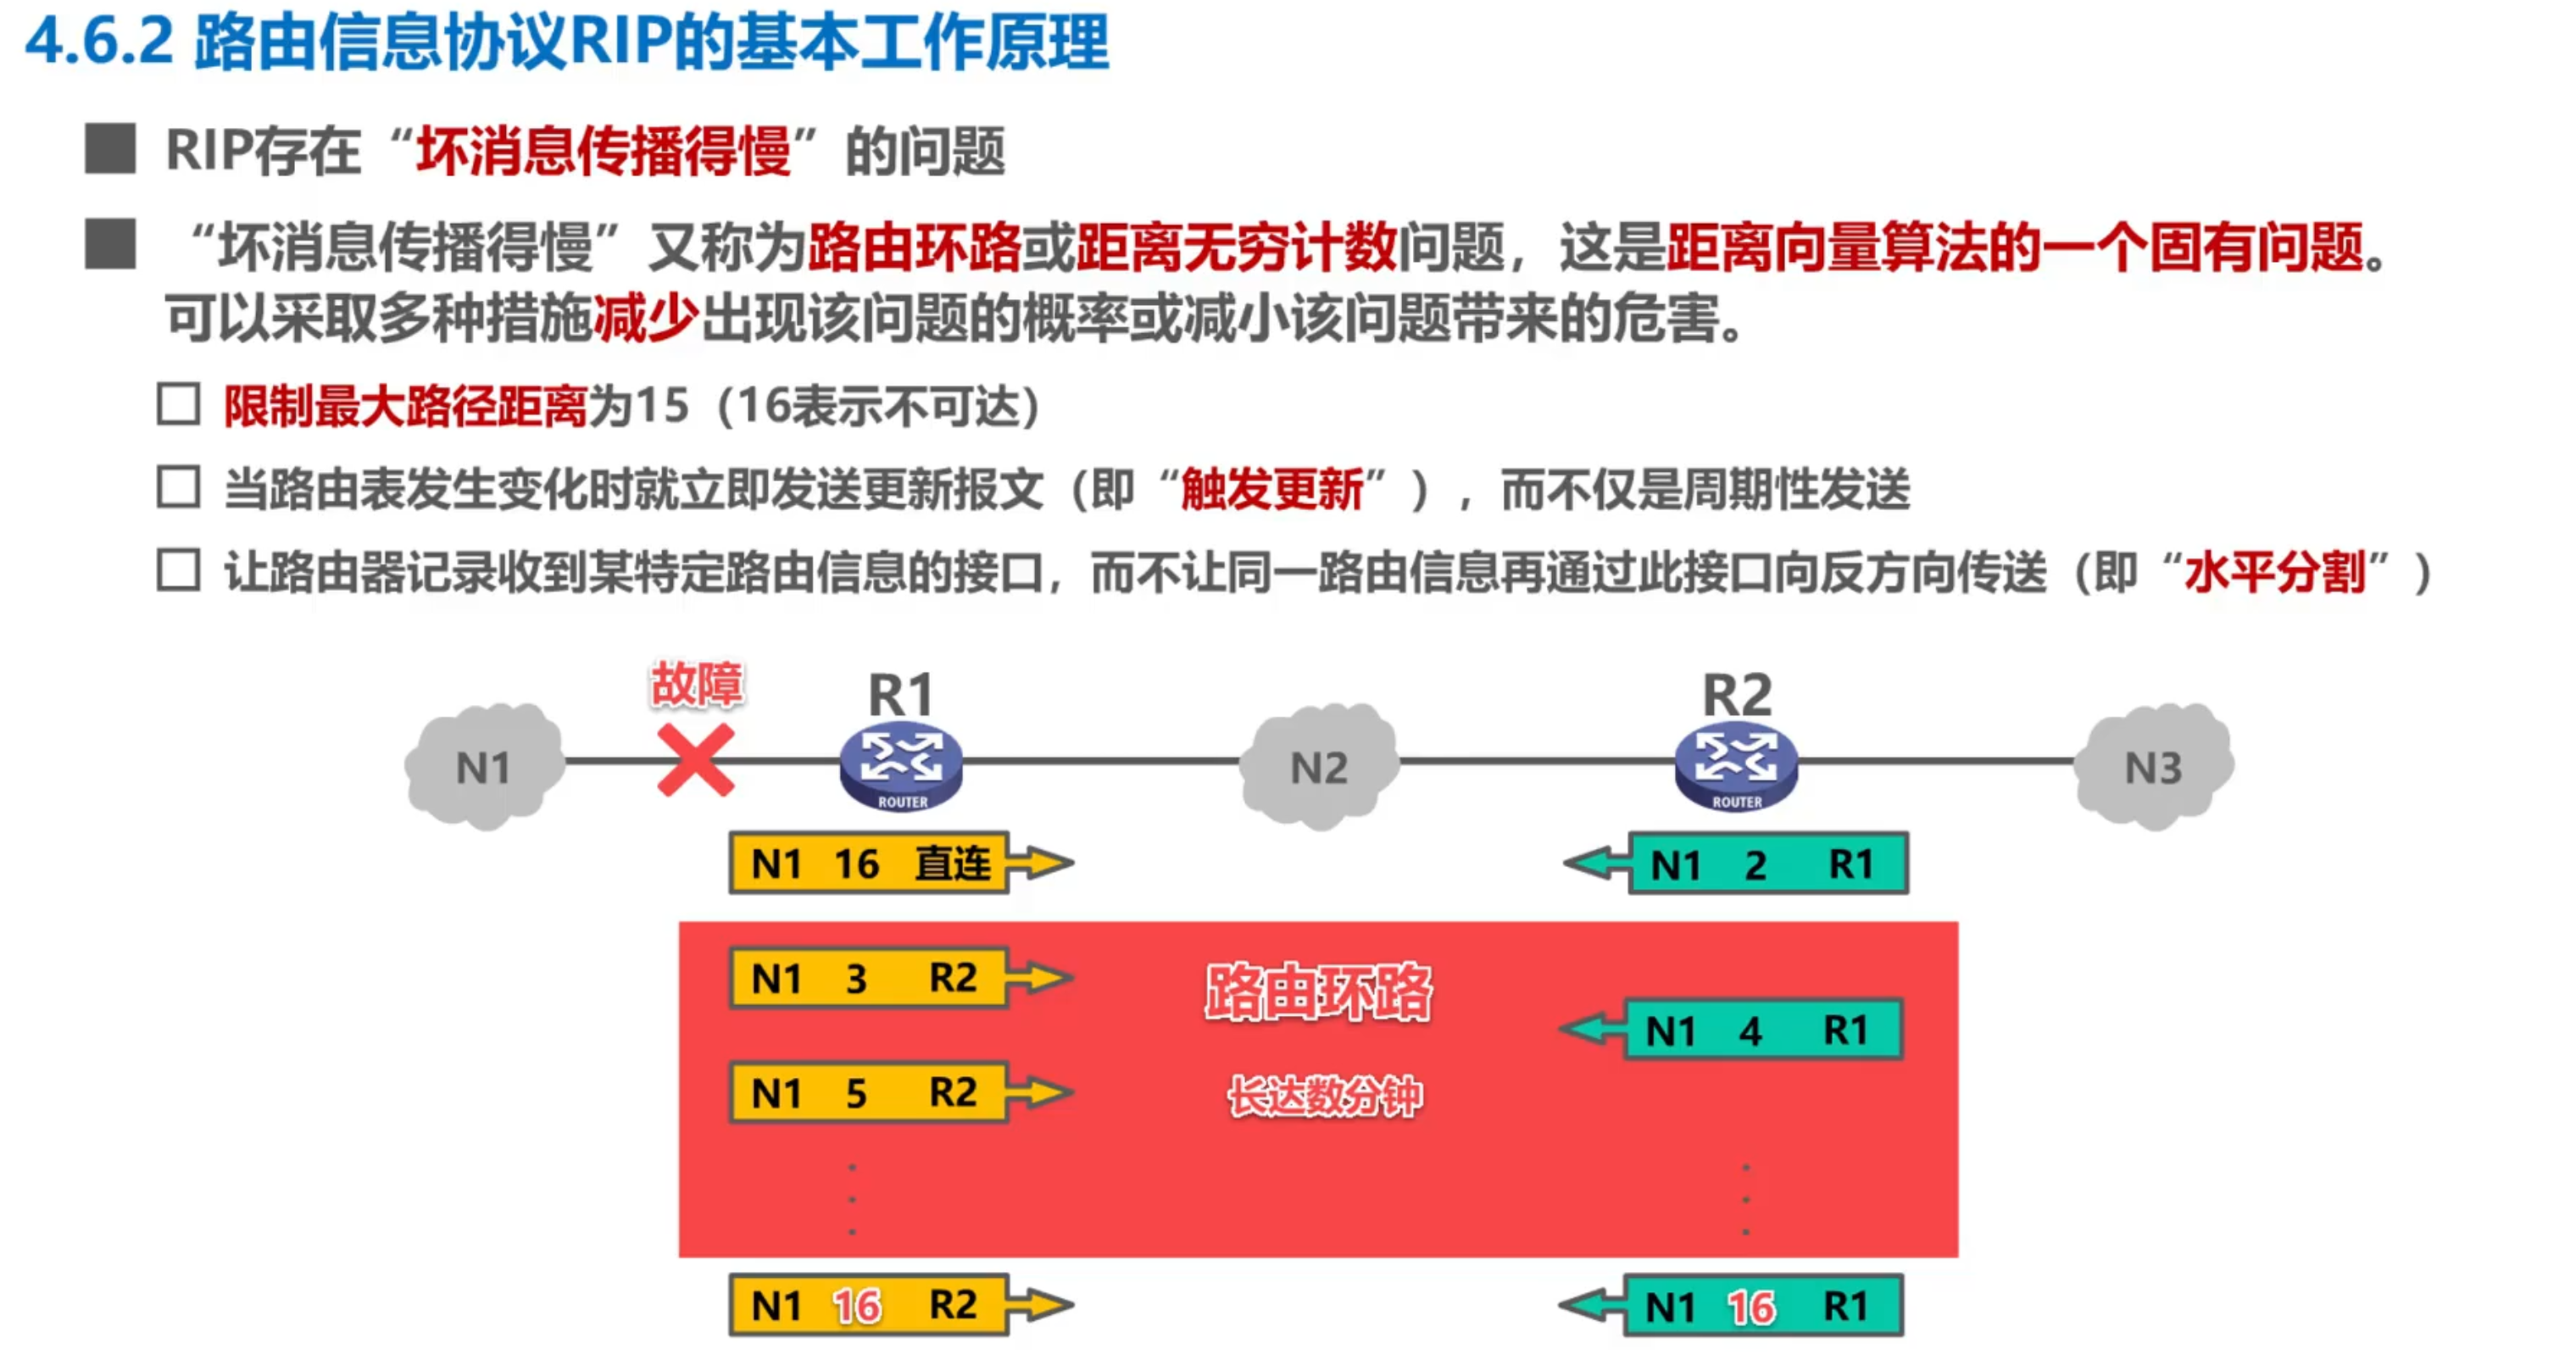 4.6.2 路由信息协议RIP的基本工作原理
RIP存在“坏消息传播得慢”的问题
“坏消息传播得慢”又称为路由环路或距离无穷计数问题，这是距离向量算法的一个固有问题。
可以采取多种措施减少出现该问题的概率或减小该问题带来的危害。
限制最大路径距离为15（16表示不可达）
当路由表发生变化时就立即发送更新报文（即“触发更新”），而不仅是周期性发送
让路由器记录收到某特定路由信息的接口，而不让同一路由信息再通过此接口向反方向传送（即“水平分割”）
故障 R1 R2
N1 N2 N3
ROUTER ROUTER
N1 16 直连 N1 2 R1
N1 3 R2 路由环路
N1 4 R1
N1 5 R2 长达数分钟
N1 16 R2 N1 16 R1